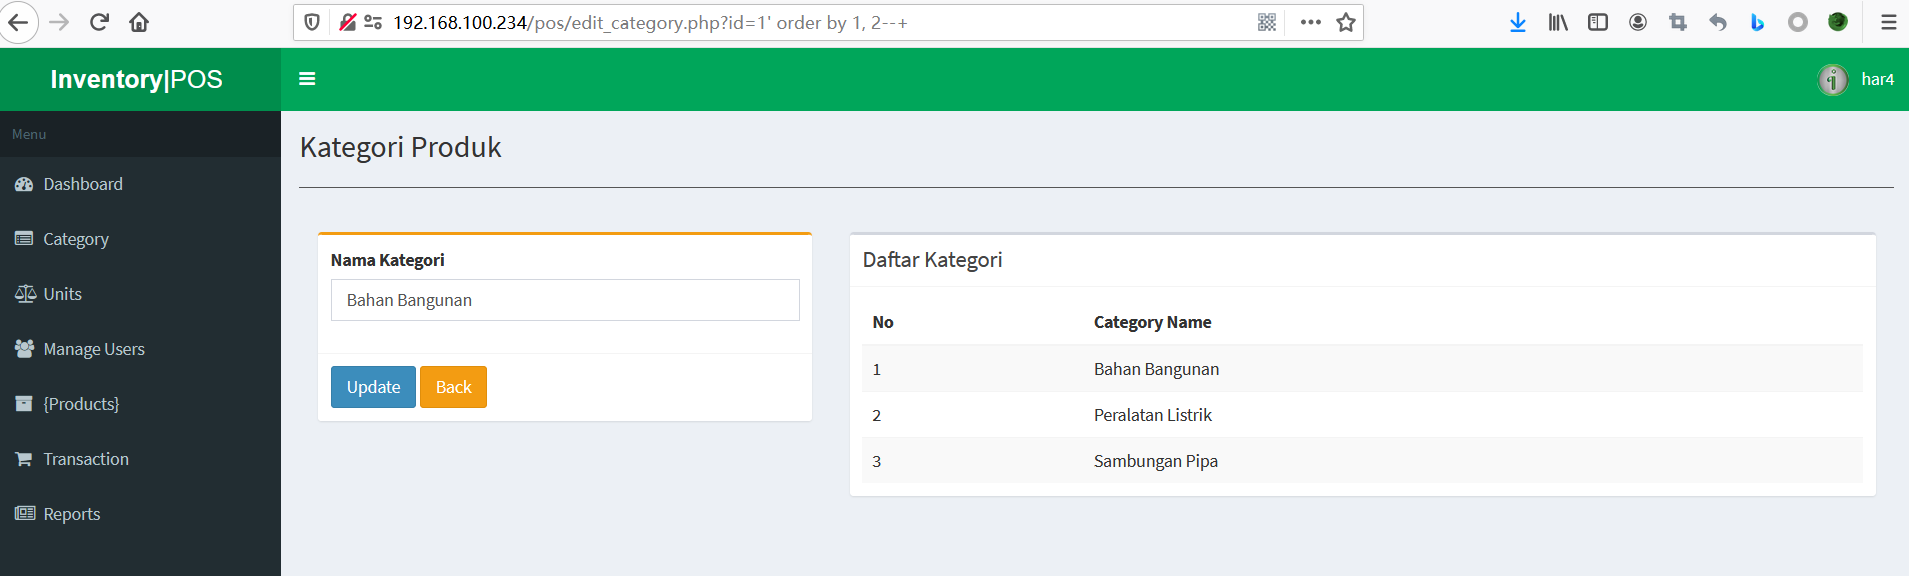 192.168.100.234/pos/edit_category.php?id=1' order by 1, 2--+
Inventory|POS
har4
Menu
Dashboard
Category
Units
Manage Users
{Products}
Transaction
Reports
Kategori Produk
Nama Kategori
Bahan Bangunan
Update Back
Daftar Kategori
No Category Name
1 Bahan Bangunan
2 Peralatan Listrik
3 Sambungan Pipa